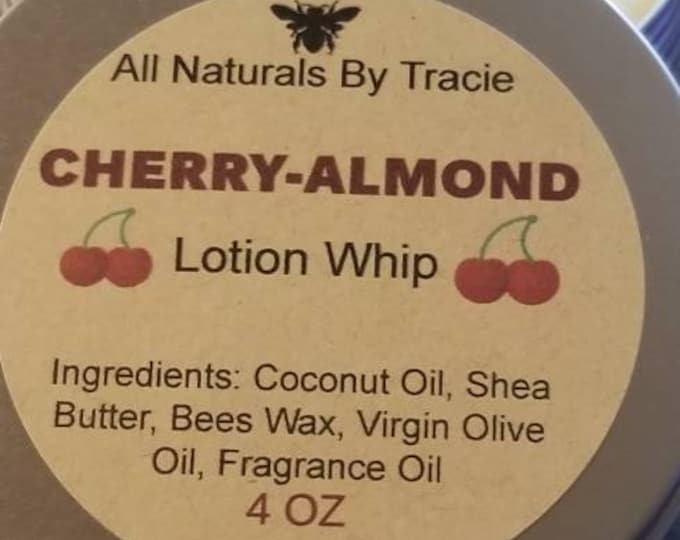 All Naturals By Tracie
CHERRY-ALMOND
Lotion Whip
Ingredients: Coconut Oil, Shea
Butter, Bees Wax, Virgin Olive
Oil, Fragrance Oil
4 OZ